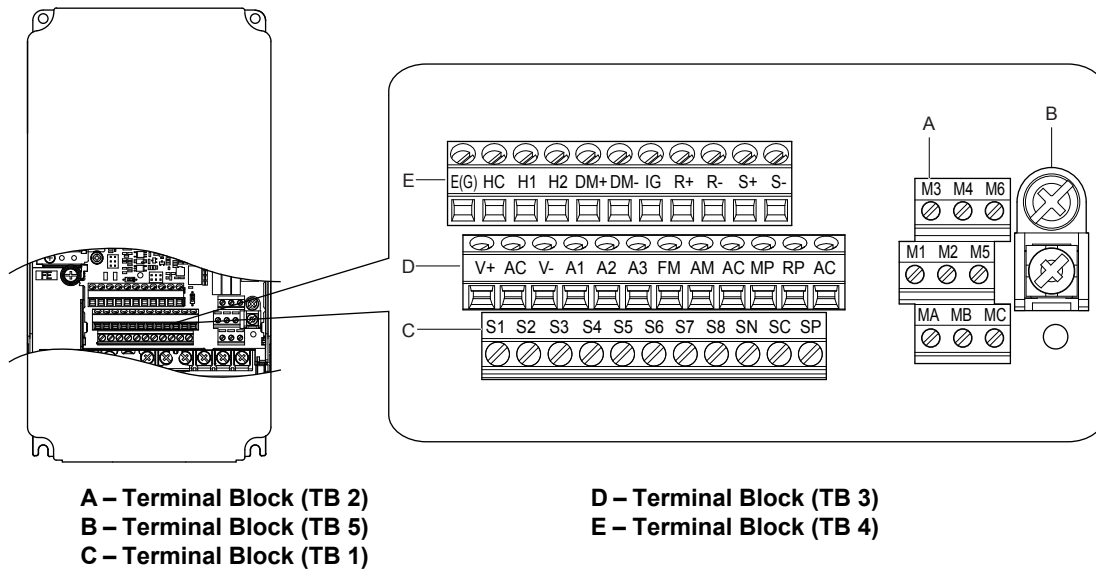 A
B
E
E(G) HC H1 H2 DM+ DM- IG R+ R- S+ S-
M3 M4 M6
D
V+ AC V- A1 A2 A3 FM AM AC MP RP AC
M1 M2 M5
C
S1 S2 S3 S4 S5 S6 S7 S8 SN SC SP
MA MB MC
PE
A – Terminal Block (TB 2)
B – Terminal Block (TB 5)
C – Terminal Block (TB 1)
D – Terminal Block (TB 3)
E – Terminal Block (TB 4)